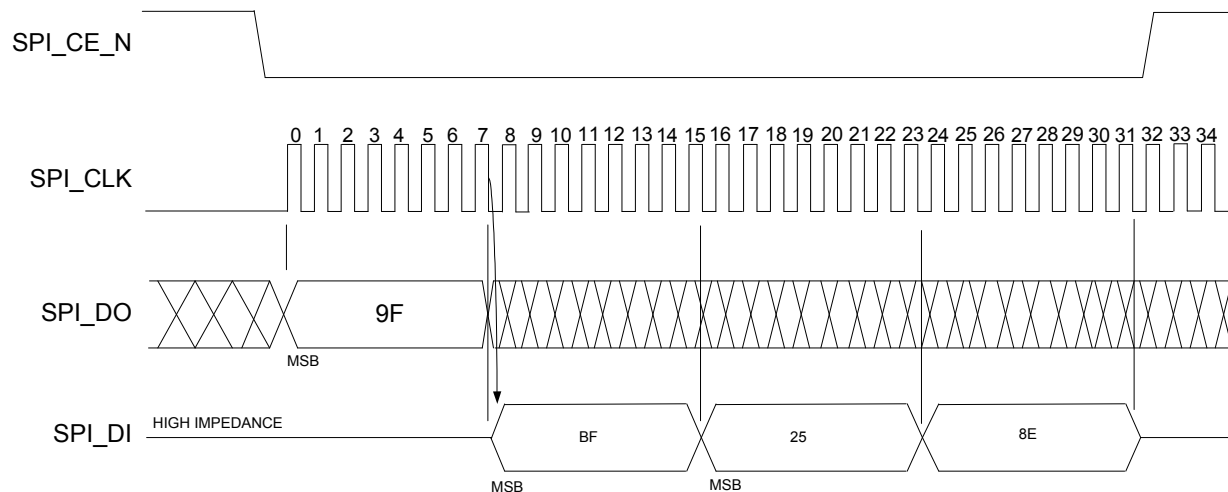 SPI_CE_N
0 1 2 3 4 5 6 7 8 9 10 11 12 13 14 15 16 17 18 19 20 21 22 23 24 25 26 27 28 29 30 31 32 33 34
SPI_CLK
SPI_DO
9F
MSB
HIGH IMPEDANCE
SPI_DI
BF
25
8E
MSB
MSB